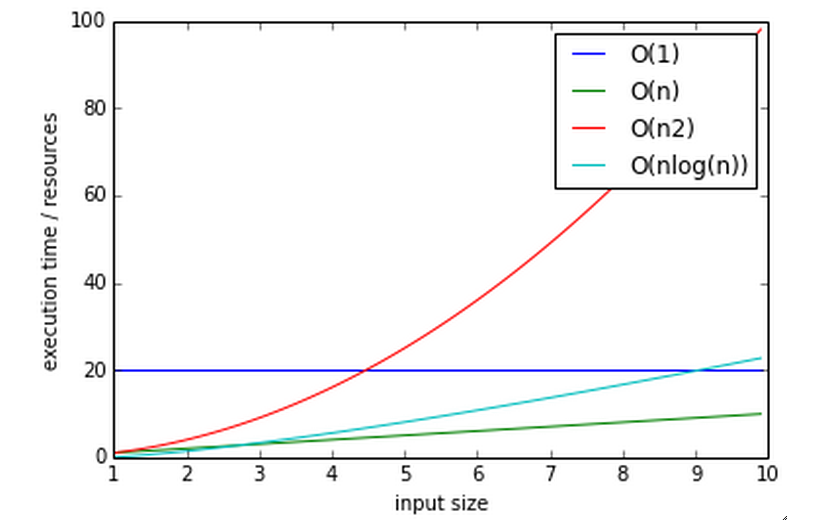 100
80
60
40
20
0
execution time / resources
O(1)
O(n)
O(n2)
O(nlog(n))
1 2 3 4 5 6 7 8 9 10
input size